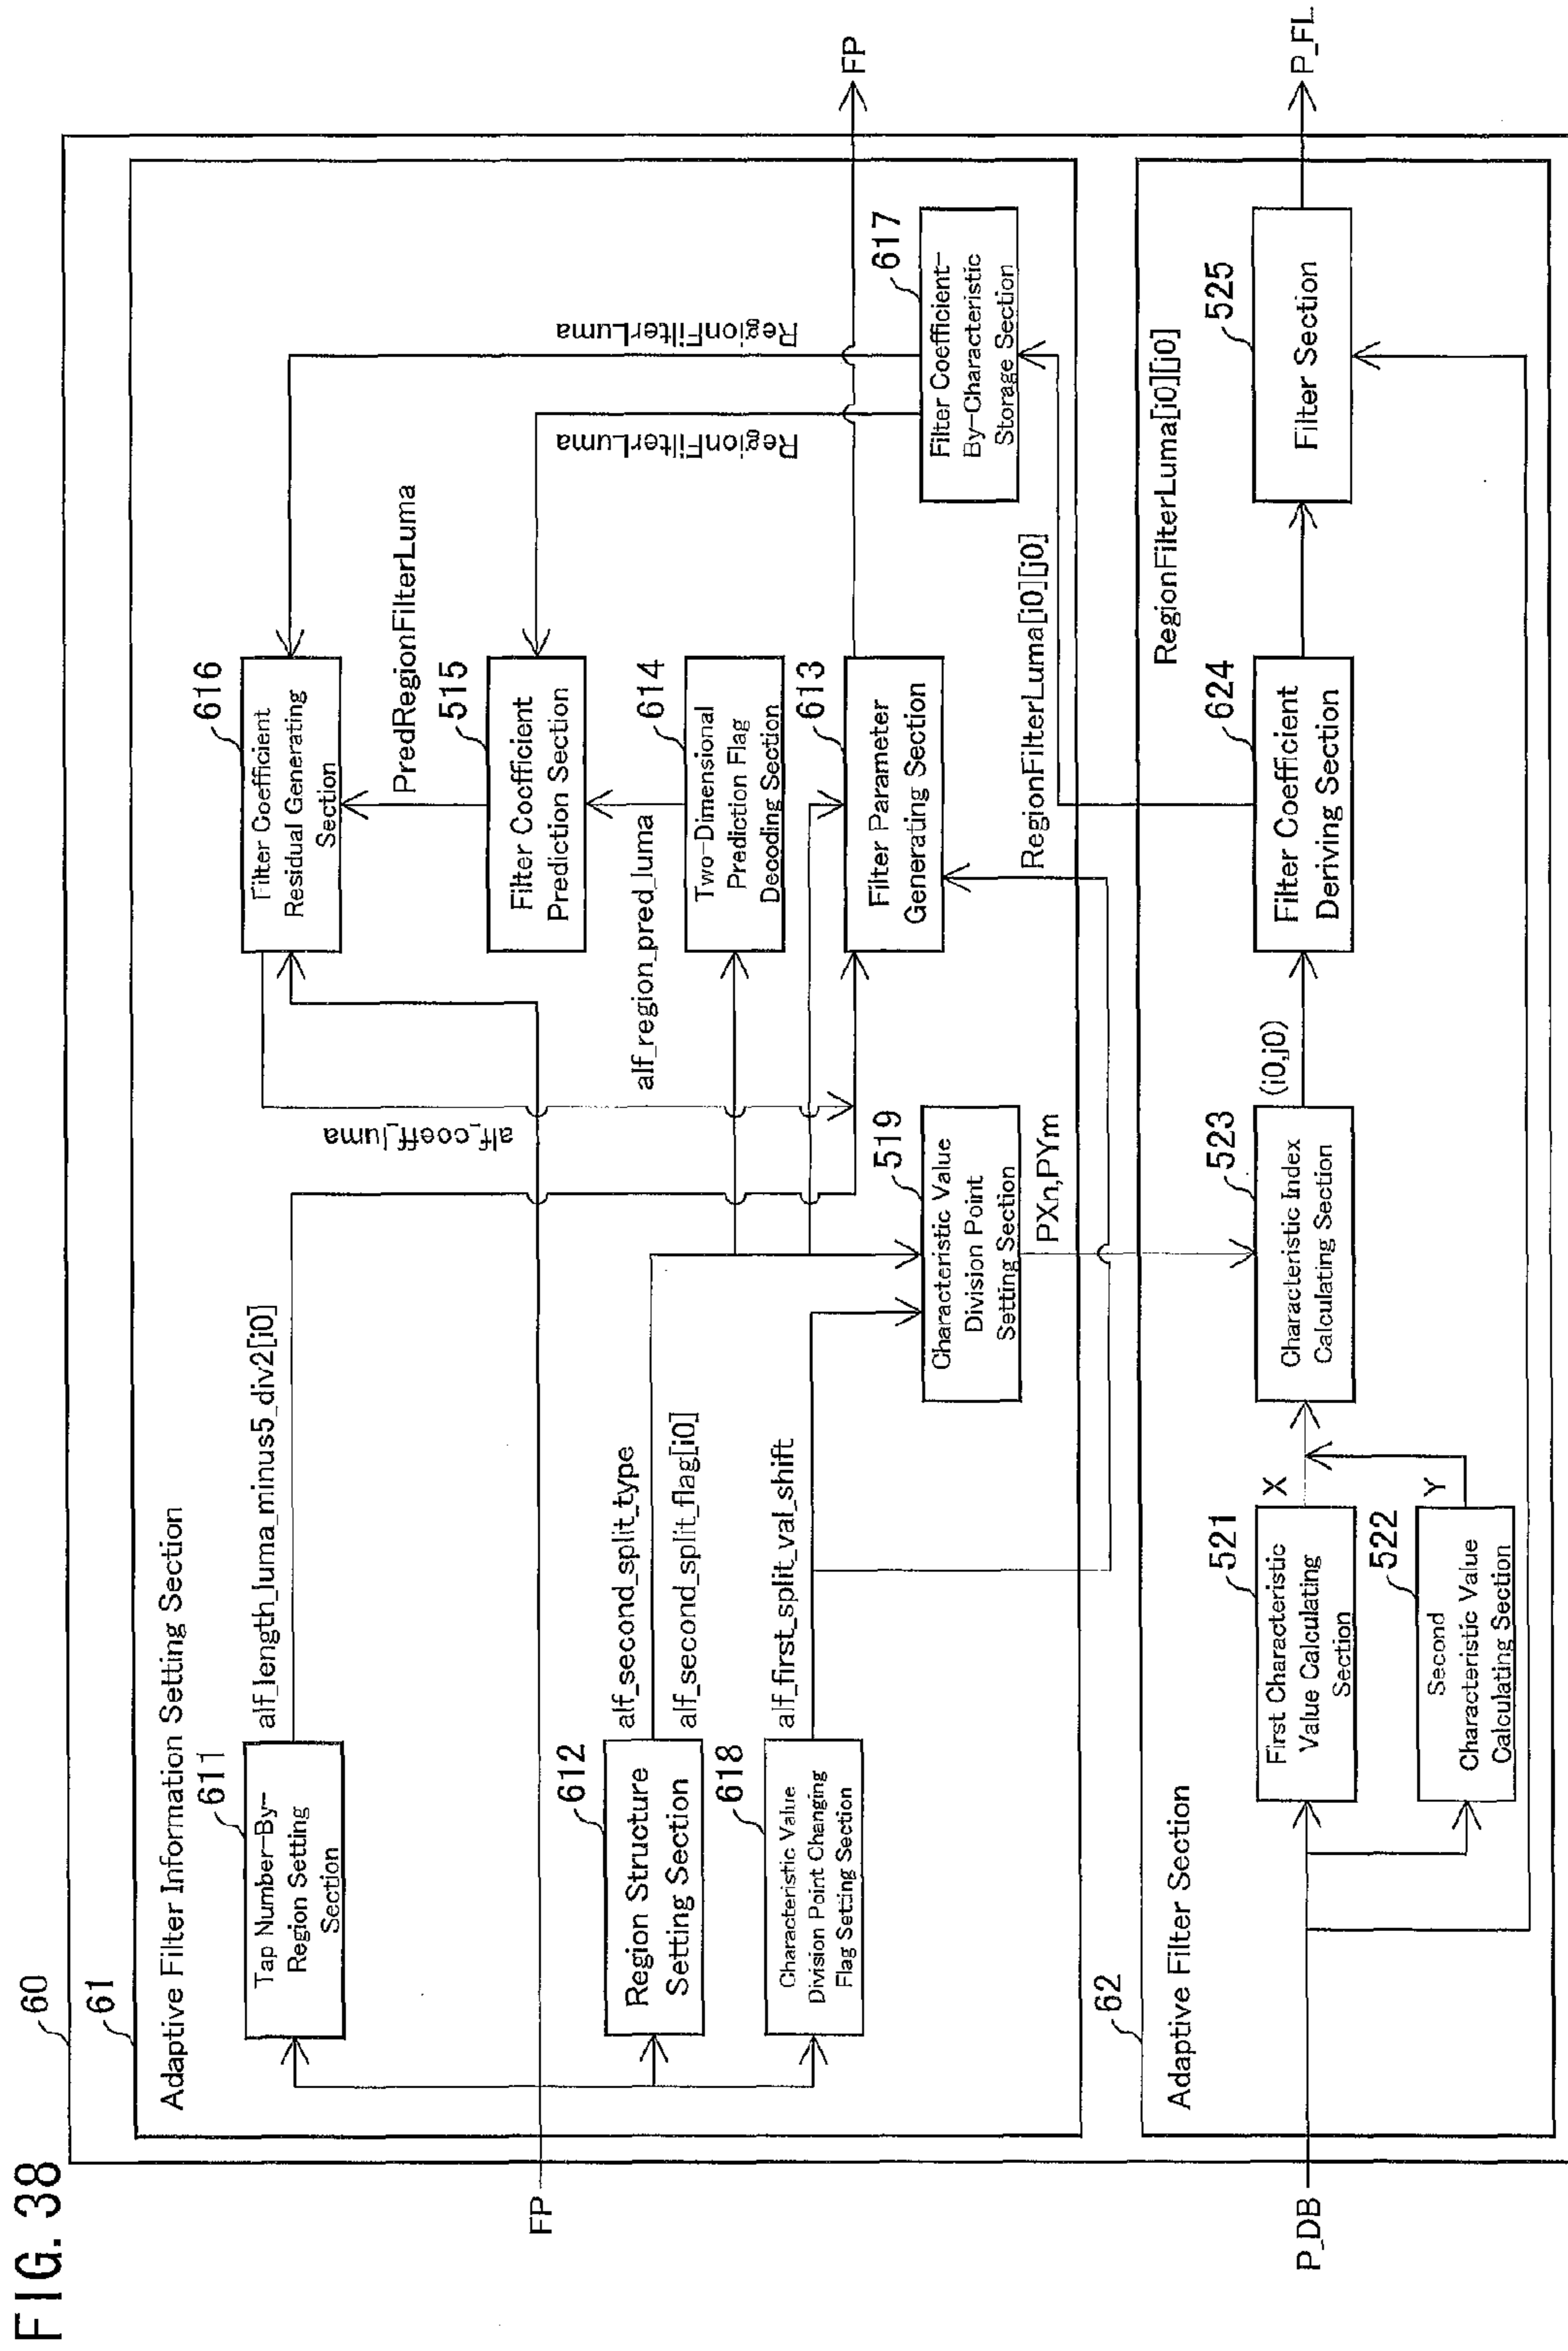 FIG. 38
60
61
Adaptive Filter Information Setting Section
611
Tap Number-By-
Region Setting
Section
alf_length_luma_minus5_div2[i0]
616
Filter Coefficient
Residual Generating
Section
alf_coeff_luma
PredRegionFilterLuma
RegionFilterLuma
515
Filter Coefficient
Prediction Section
RegionFilterLuma
FP
612
Region Structure
Setting Section
alf_second_split_type
alf_second_split_flag[i0]
alf_region_pred_luma
614
Two-Dimensional
Prediction Flag
Decoding Section
618
Characteristic Value
Division Point Changing
Flag Setting Section
alf_first_split_val_shift
613
Filter Parameter
Generating Section
FP
519
Characteristic Value
Division Point
Setting Section
PXn,PYm
617
Filter Coefficient-
By-Characteristic
Storage Section
RegionFilterLuma[i0][j0]
62
Adaptive Filter Section
P_DB
521
First Characteristic
Value Calculating
Section
X
522
Second
Characteristic Value
Calculating Section
Y
523
Characteristic Index
Calculating Section
(i0,j0)
624
Filter Coefficient
Deriving Section
RegionFilterLuma[i0][j0]
525
Filter Section
P_FL